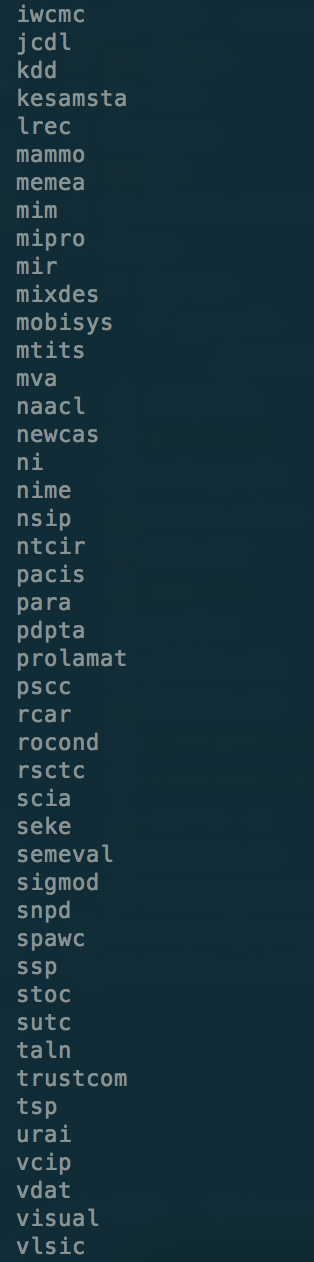 iwcmc
jcdl
kdd
kesamsta
lrec
mammo
memea
mim
mipro
mir
mixdes
mobisys
mtits
mva
naacl
newcas
ni
nime
nsip
ntcir
pacis
para
pdpta
prolamat
pscc
rcar
rocond
rsctc
scia
seke
semeval
sigmod
snpd
spawc
ssp
stoc
sutc
taln
trustcom
tsp
urai
vcip
vdat
visual
vlsic